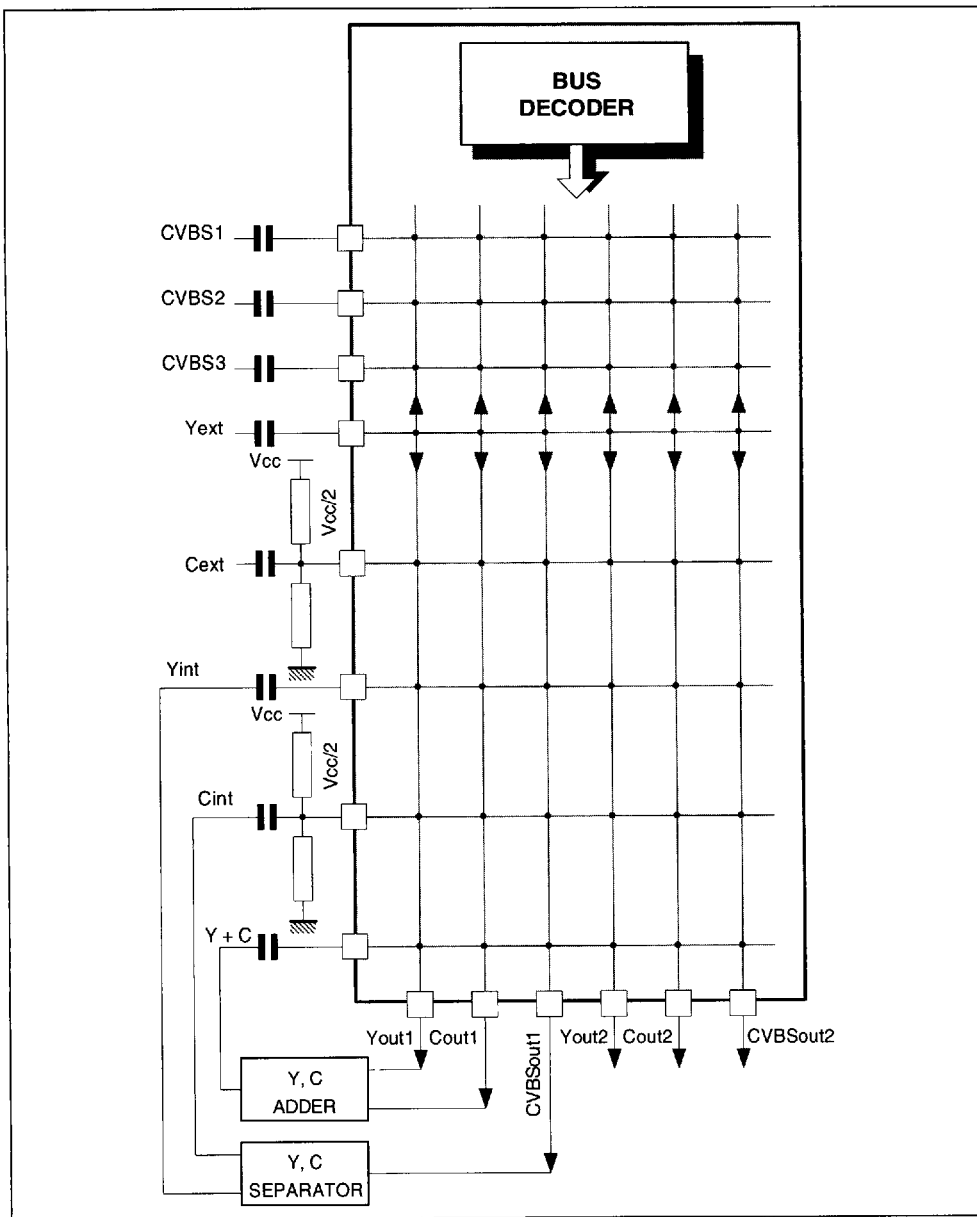 BUS
DECODER
CVBS1
CVBS2
CVBS3
Yext
Vcc
Vcc/2
Cext
Yint
Vcc
Vcc/2
Cint
Y + C
Yout1
Cout1
CVBSout1
Yout2
Cout2
CVBSout2
Y, C
ADDER
Y, C
SEPARATOR